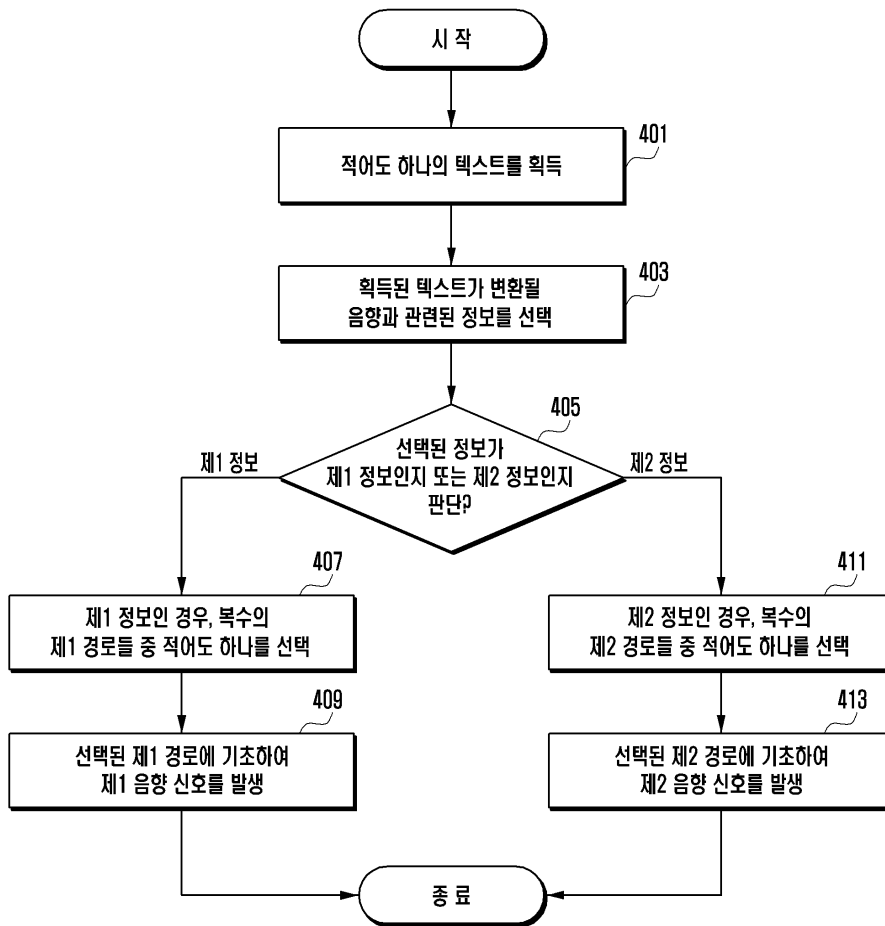 시 작
401
적어도 하나의 텍스트를 획득
403
획득된 텍스트가 변환될
음향과 관련된 정보를 선택
405
선택된 정보가
제1 정보인지 또는 제2 정보인지
판단?
제1 정보
제2 정보
407
제1 정보인 경우, 복수의
제1 경로들 중 적어도 하나를 선택
411
제2 정보인 경우, 복수의
제2 경로들 중 적어도 하나를 선택
409
선택된 제1 경로에 기초하여
제1 음향 신호를 발생
413
선택된 제2 경로에 기초하여
제2 음향 신호를 발생
종 료